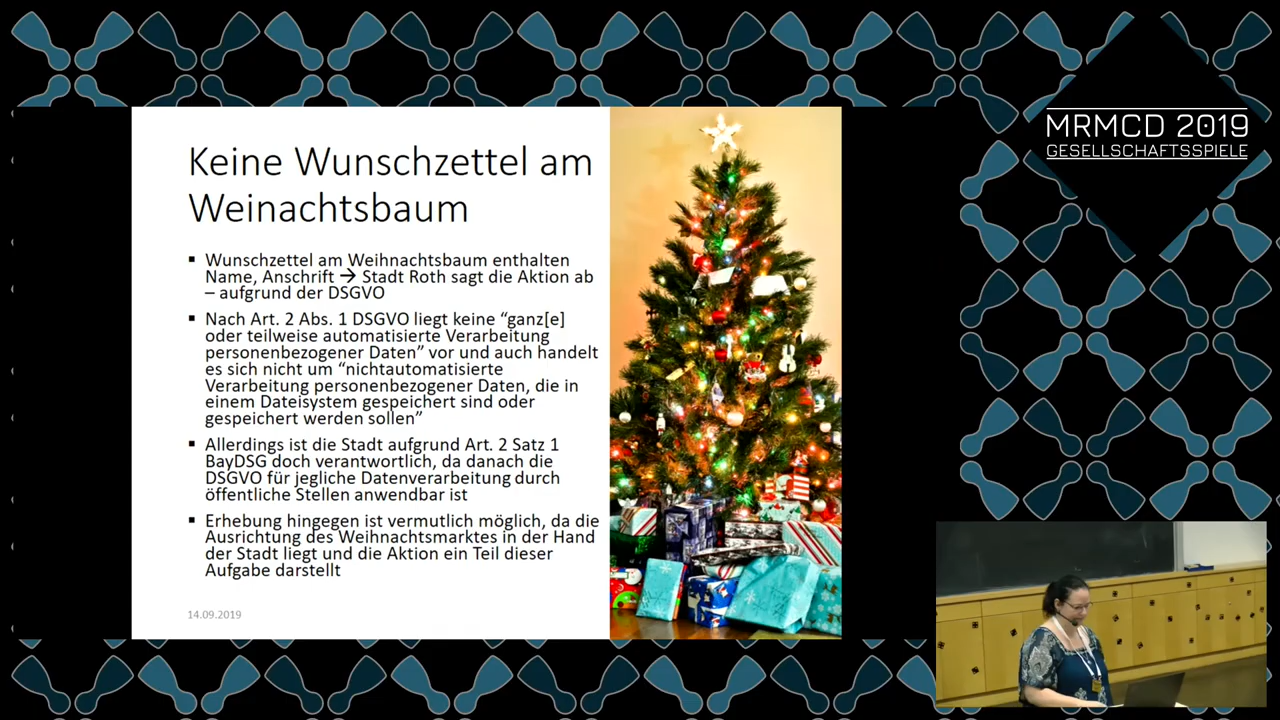 Keine Wunschzettel am
Weinachtsbaum
▪ Wunschzettel am Weihnachtsbaum enthalten
Name, Anschrift → Stadt Roth sagt die Aktion ab
– aufgrund der DSGVO
▪ Nach Art. 2 Abs. 1 DSGVO liegt keine “ganz[e]
oder teilweise automatisierte Verarbeitung
personenbezogener Daten” vor und auch handelt
es sich nicht um “nichtautomatisierte
Verarbeitung personenbezogener Daten, die in
einem Dateisystem gespeichert sind oder
gespeichert werden sollen”
▪ Allerdings ist die Stadt aufgrund Art. 2 Satz 1
BayDSG doch verantwortlich, da danach die
DSGVO für jegliche Datenverarbeitung durch
öffentliche Stellen anwendbar ist
▪ Erhebung hingegen ist vermutlich möglich, da die
Ausrichtung des Weihnachtsmarktes in der Hand
der Stadt liegt und die Aktion ein Teil dieser
Aufgabe darstellt
14.09.2019
MRMCD 2019
GESELLSCHAFTSSPIELE